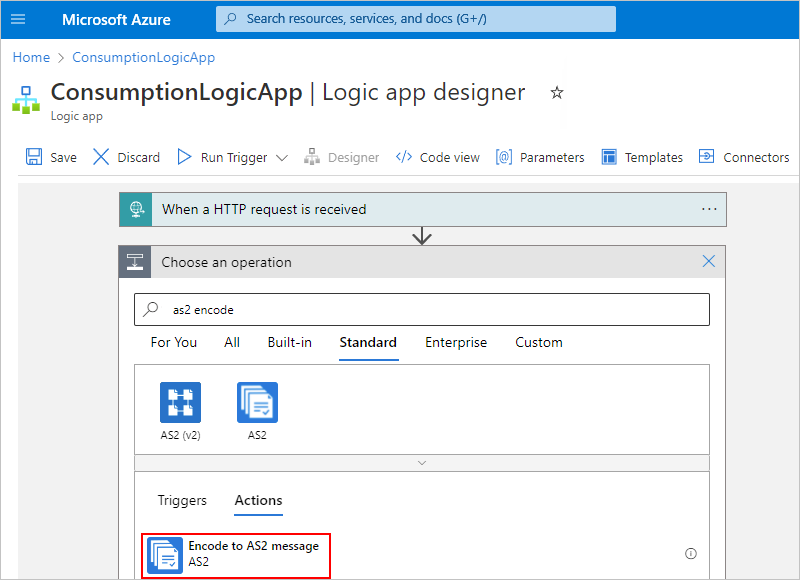 Microsoft Azure
Search resources, services, and docs (G+/)
Home > ConsumptionLogicApp
ConsumptionLogicApp | Logic app designer
Logic app
Save Discard Run Trigger Designer Code view [@] Parameters Templates Connectors
When a HTTP request is received ...
Choose an operation
as2 encode
For You All Built-in Standard Enterprise Custom
AS2 (v2) AS2
Triggers Actions
Encode to AS2 message
AS2